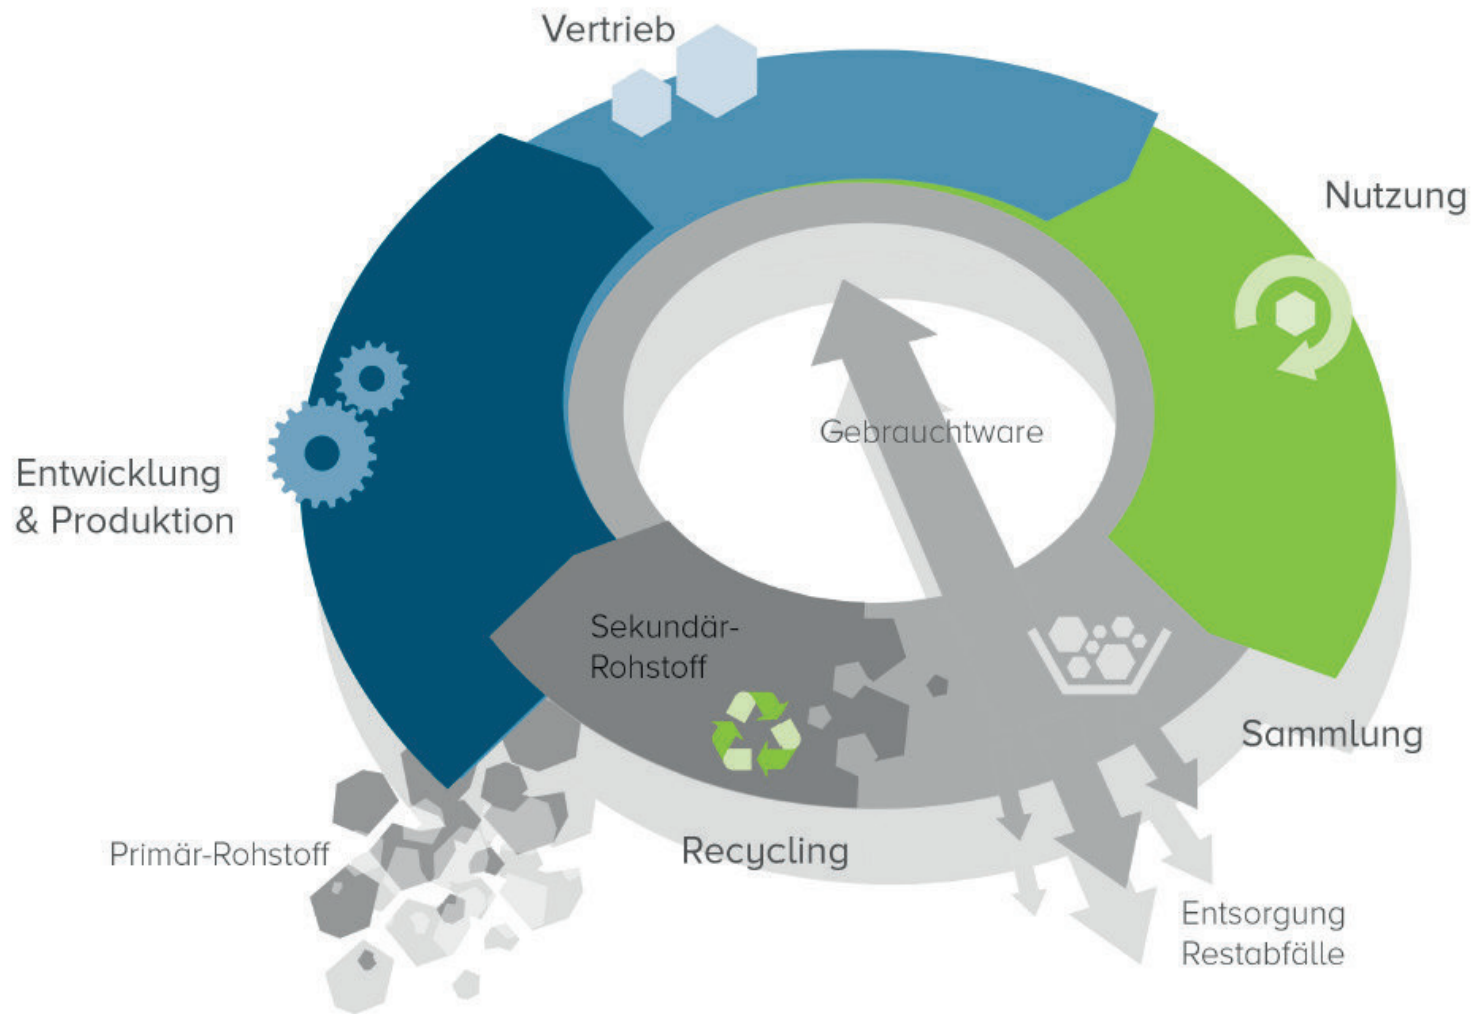 Vertrieb
Nutzung
Gebrauchtware
Entwicklung
& Produktion
Sekundär-
Rohstoff
Sammlung
Primär-Rohstoff
Recycling
Entsorgung
Restabfälle